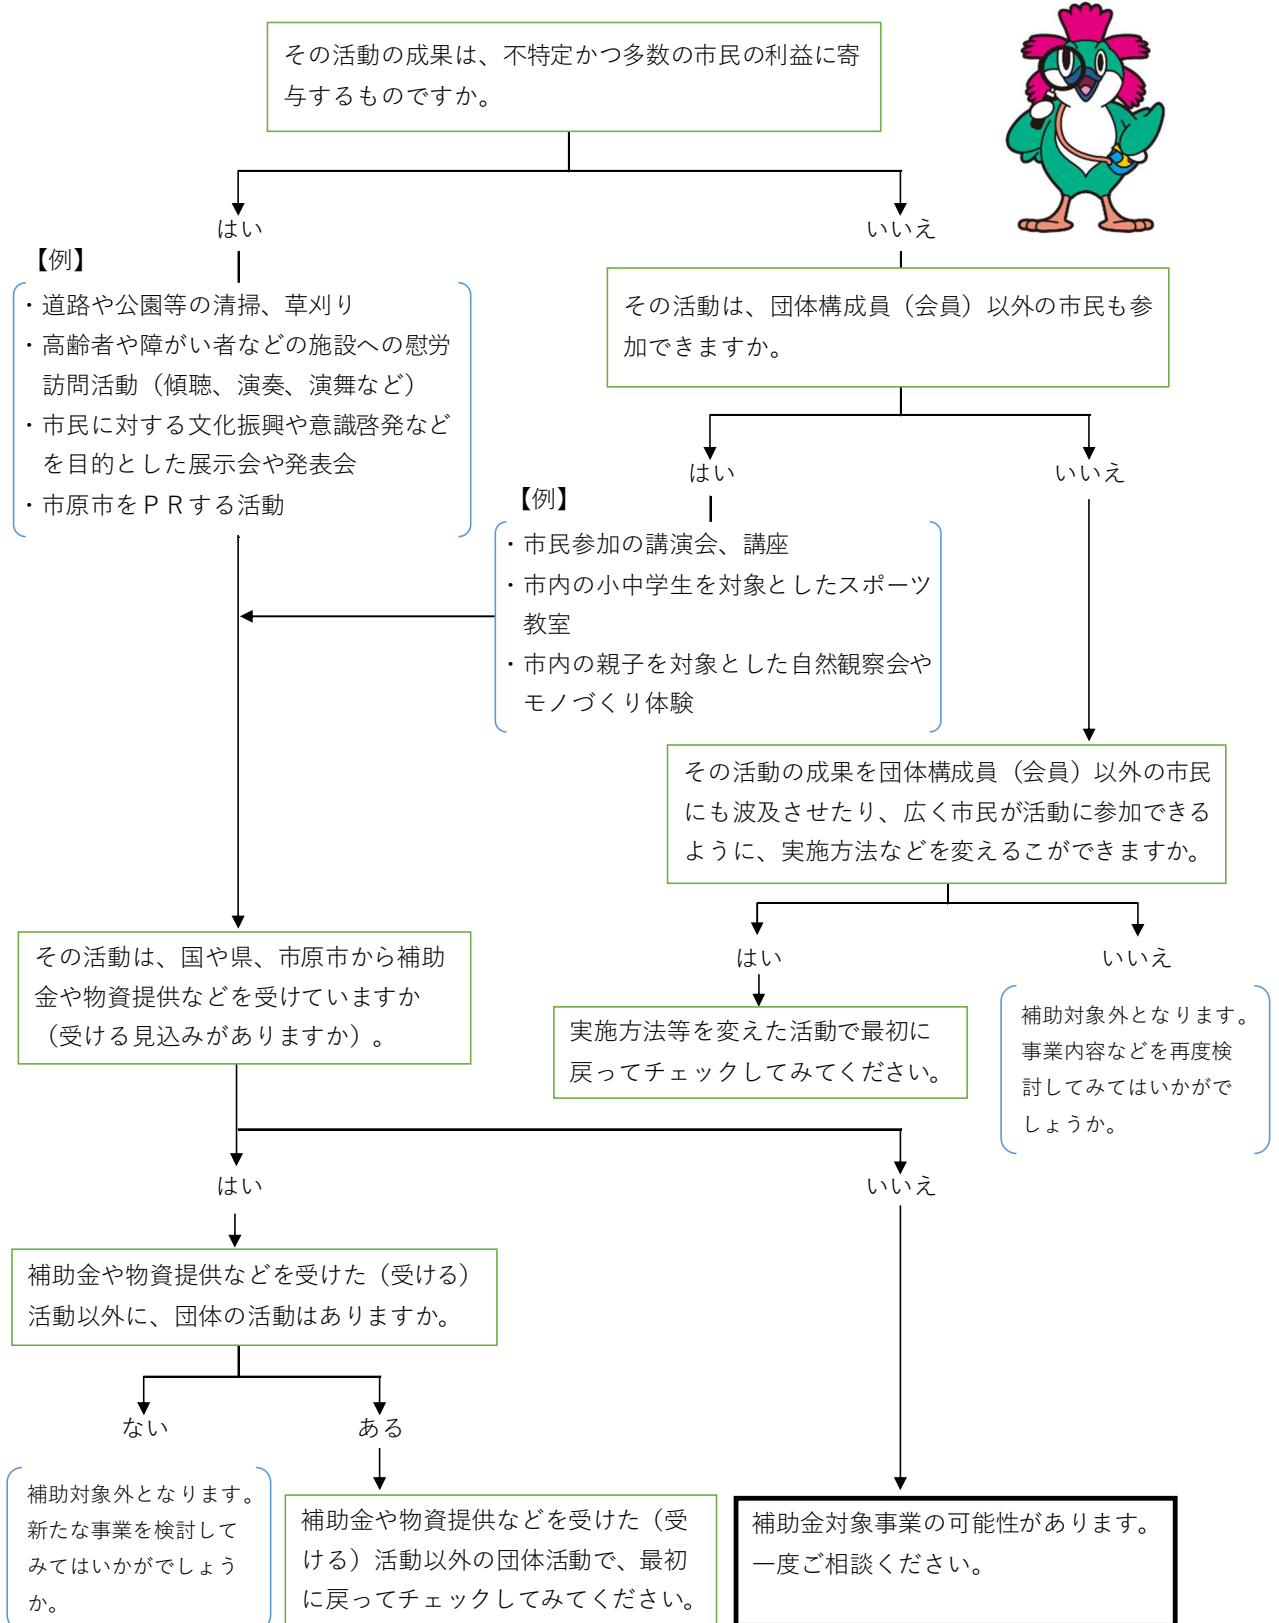 その活動の成果は、不特定かつ多数の市民の利益に寄
与するものですか。
はい
いいえ
【例】
・道路や公園等の清掃、草刈り
・高齢者や障がい者などの施設への慰労
訪問活動（傾聴、演奏、演舞など）
・市民に対する文化振興や意識啓発など
を目的とした展示会や発表会
・市原市をＰＲする活動
その活動は、団体構成員（会員）以外の市民も参
加できますか。
はい
いいえ
【例】
・市民参加の講演会、講座
・市内の小中学生を対象としたスポーツ
教室
・市内の親子を対象とした自然観察会や
モノづくり体験
その活動の成果を団体構成員（会員）以外の市民
にも波及させたり、広く市民が活動に参加できる
ように、実施方法などを変えるこができますか。
はい
いいえ
実施方法等を変えた活動で最初に
戻ってチェックしてみてください。
補助対象外となります。
事業内容などを再度検
討してみてはいかがで
しょうか。
その活動は、国や県、市原市から補助
金や物資提供などを受けていますか
（受ける見込みがありますか）。
はい
いいえ
補助金や物資提供などを受けた（受ける）
活動以外に、団体の活動はありますか。
ない
ある
補助対象外となります。
新たな事業を検討して
みてはいかがでしょう
か。
補助金や物資提供などを受けた（受
ける）活動以外の団体活動で、最初
に戻ってチェックしてみてください。
補助金対象事業の可能性があります。
一度ご相談ください。